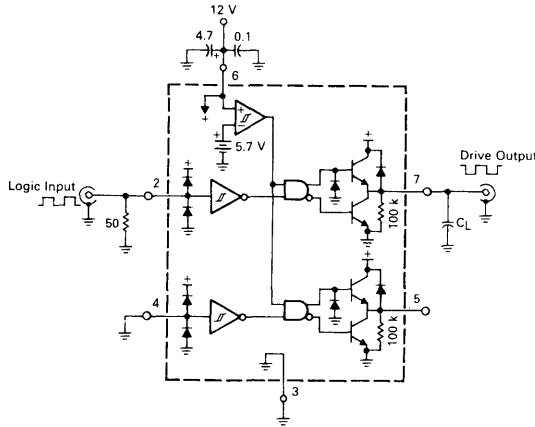 12 V
4.7
0.1
6
+
+
−
5.7 V
Logic Input
2
50
7
Drive Output
100 k
C_L
4
5
100 k
3